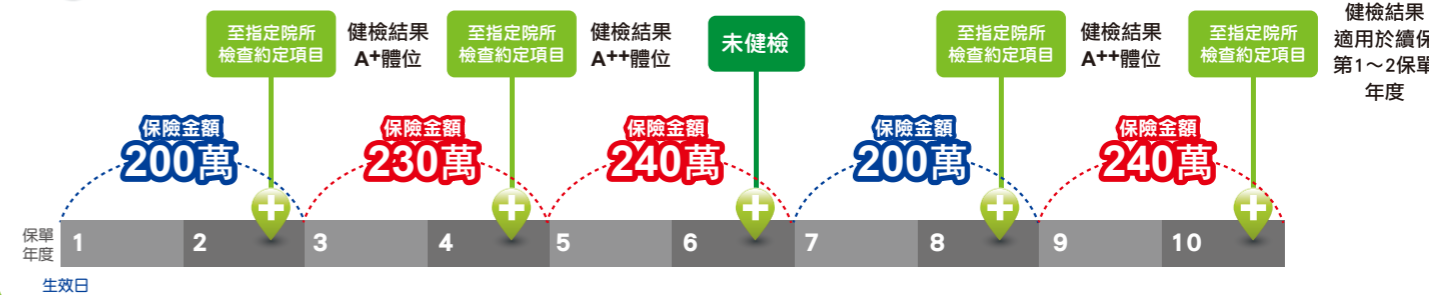 至指定院所
檢查約定項目
健檢結果
A+體位
至指定院所
檢查約定項目
健檢結果
A++體位
未健檢
至指定院所
檢查約定項目
健檢結果
A++體位
至指定院所
檢查約定項目
健檢結果
適用於續保
第1～2保單
年度
保險金額
200萬
保險金額
230萬
保險金額
240萬
保險金額
200萬
保險金額
240萬
保單
年度
1
2
3
4
5
6
7
8
9
10
生效日